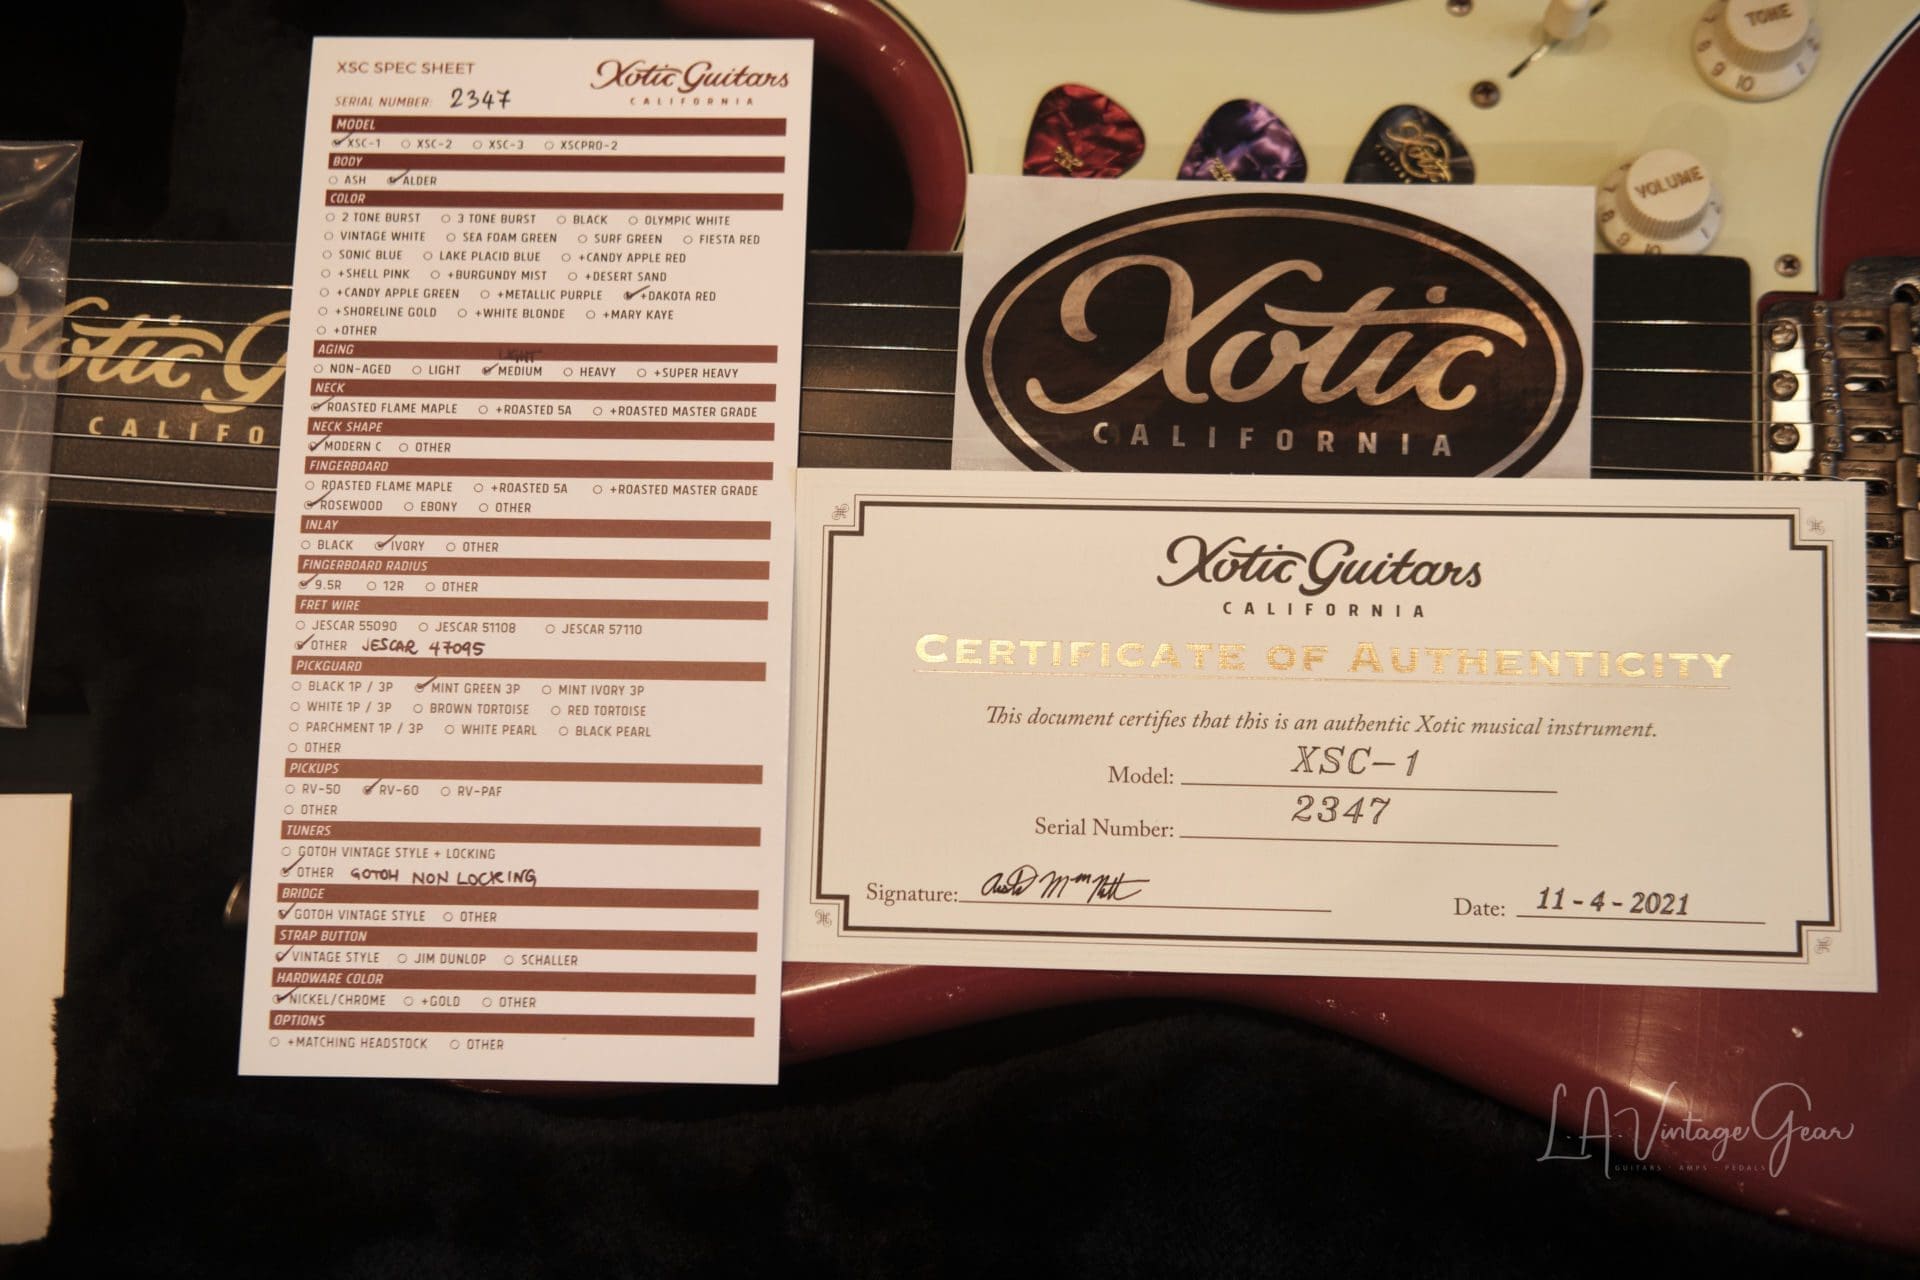 XSC SPEC SHEET
Xotic Guitars
CALIFORNIA
SERIAL NUMBER: 2347
MODEL
XSC-1 XSC-2 XSC-3 XSCPRO-2
BODY
ASH ALDER
COLOR
2 TONE BURST 3 TONE BURST BLACK OLYMPIC WHITE
VINTAGE WHITE SEA FOAM GREEN SURF GREEN FIESTA RED
SONIC BLUE LAKE PLACID BLUE +CANDY APPLE RED
+SHELL PINK +BURGUNDY MIST +DESERT SAND
+CANDY APPLE GREEN +METALLIC PURPLE +DAKOTA RED
+SHORELINE GOLD +WHITE BLONDE +MARY KAYE
+OTHER
AGING LIGHT
NON-AGED LIGHT MEDIUM HEAVY +SUPER HEAVY
NECK
ROASTED FLAME MAPLE +ROASTED 5A +ROASTED MASTER GRADE
NECK SHAPE
MODERN C OTHER
FINGERBOARD
ROASTED FLAME MAPLE +ROASTED 5A +ROASTED MASTER GRADE
ROSEWOOD EBONY OTHER
INLAY
BLACK IVORY OTHER
FINGERBOARD RADIUS
9.5R 12R OTHER
FRET WIRE
JESCAR 55090 JESCAR 51108 JESCAR 57110
OTHER JESCAR 47095
PICKGUARD
BLACK 1P / 3P MINT GREEN 3P MINT IVORY 3P
WHITE 1P / 3P BROWN TORTOISE RED TORTOISE
PARCHMENT 1P / 3P WHITE PEARL BLACK PEARL
OTHER
PICKUPS
RV-50 RV-60 RV-PAF
OTHER
TUNERS
GOTOH VINTAGE STYLE + LOCKING
OTHER GOTOH NON LOCKING
BRIDGE
GOTOH VINTAGE STYLE OTHER
STRAP BUTTON
VINTAGE STYLE JIM DUNLOP SCHALLER
HARDWARE COLOR
NICKEL/CHROME +GOLD OTHER
OPTIONS
+MATCHING HEADSTOCK OTHER
Xotic G
CALIFO
TONE
9 10 1
VOLUME
8 9 10 1
Xotic
CALIFORNIA
Xotic Guitars
CALIFORNIA
CERTIFICATE OF AUTHENTICITY
This document certifies that this is an authentic Xotic musical instrument.
Model: XSC-1
Serial Number: 2347
Signature:
Date: 11-4-2021
L.A. Vintage Gear
GUITARS · AMPS · PEDALS